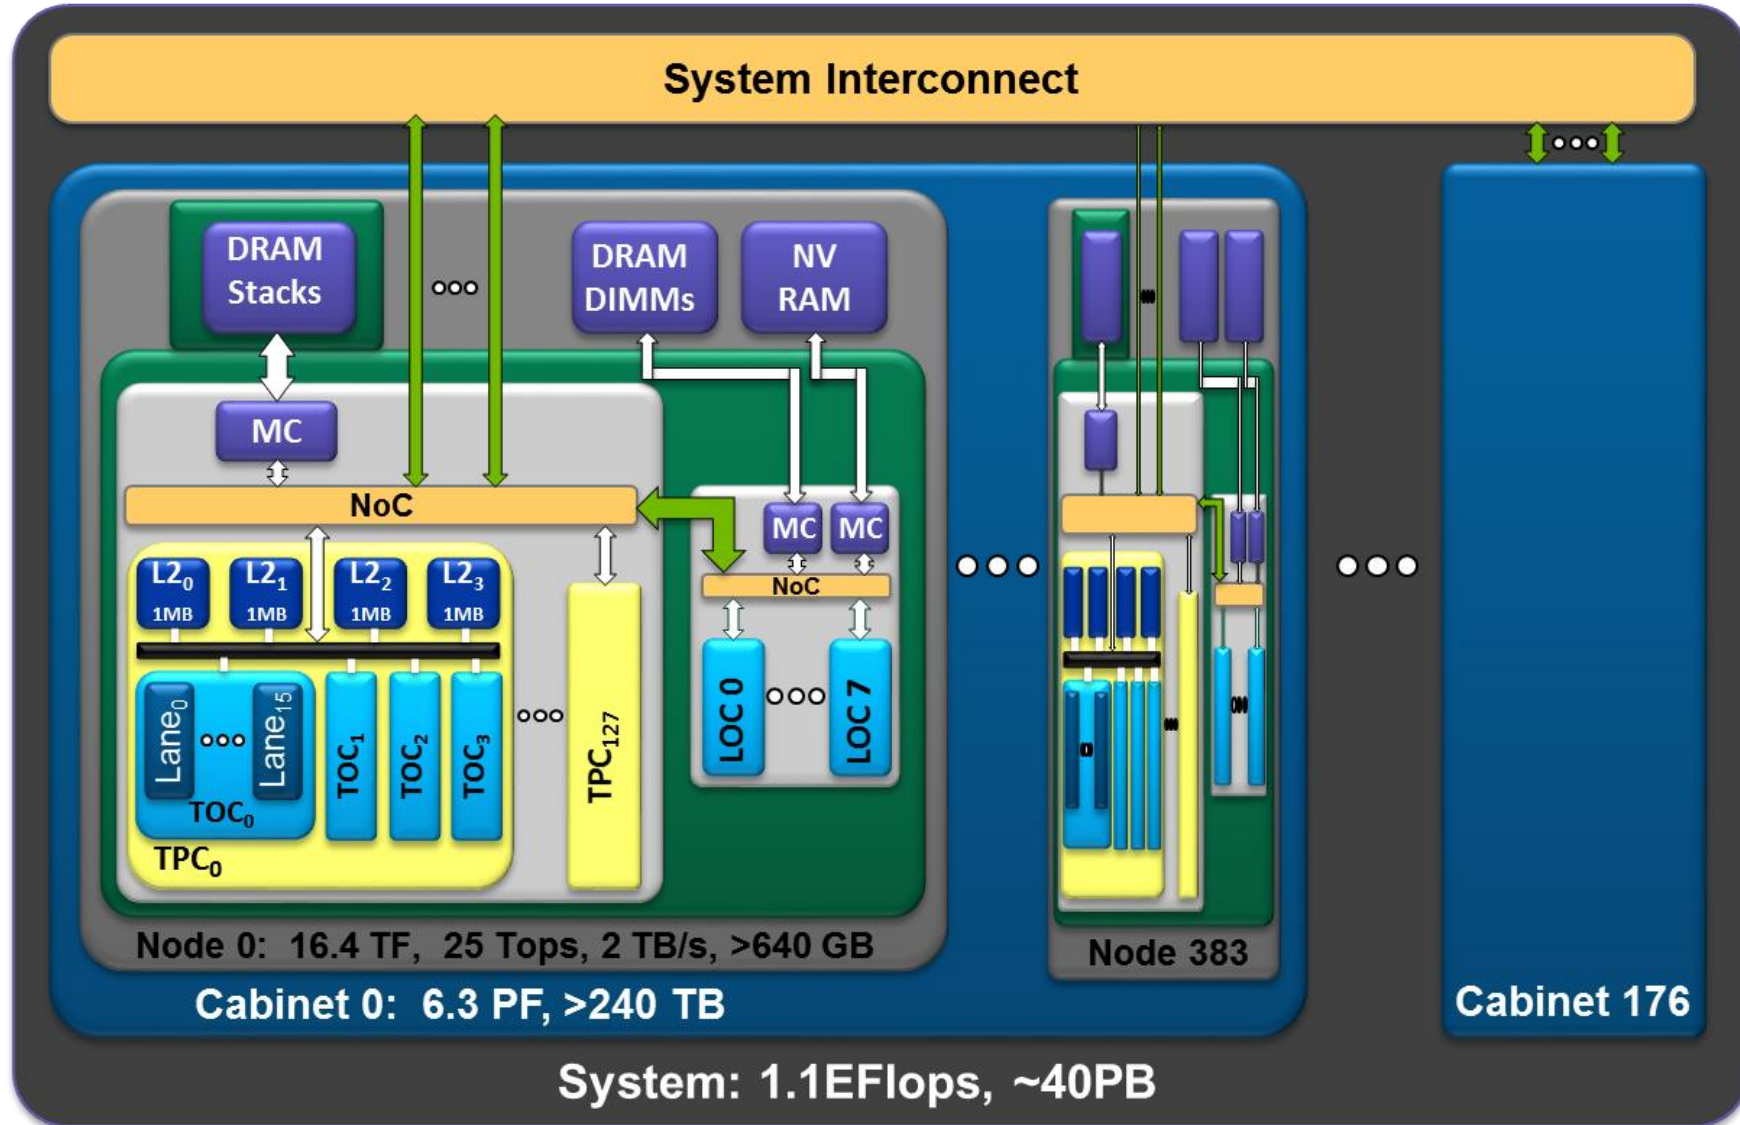 System Interconnect
DRAM
Stacks
DRAM
DIMMs
NV
RAM
MC
NoC
MC
MC
NoC
L2₀
1MB
L2₁
1MB
L2₂
1MB
L2₃
1MB
Lane₀
Lane₁₅
TOC₀
TOC₁
TOC₂
TOC₃
TPC₀
TPC₁₂₇
LOC 0
LOC 7
Node 0: 16.4 TF, 25 Tops, 2 TB/s, >640 GB
Node 383
Cabinet 0: 6.3 PF, >240 TB
Cabinet 176
System: 1.1EFlops, ~40PB